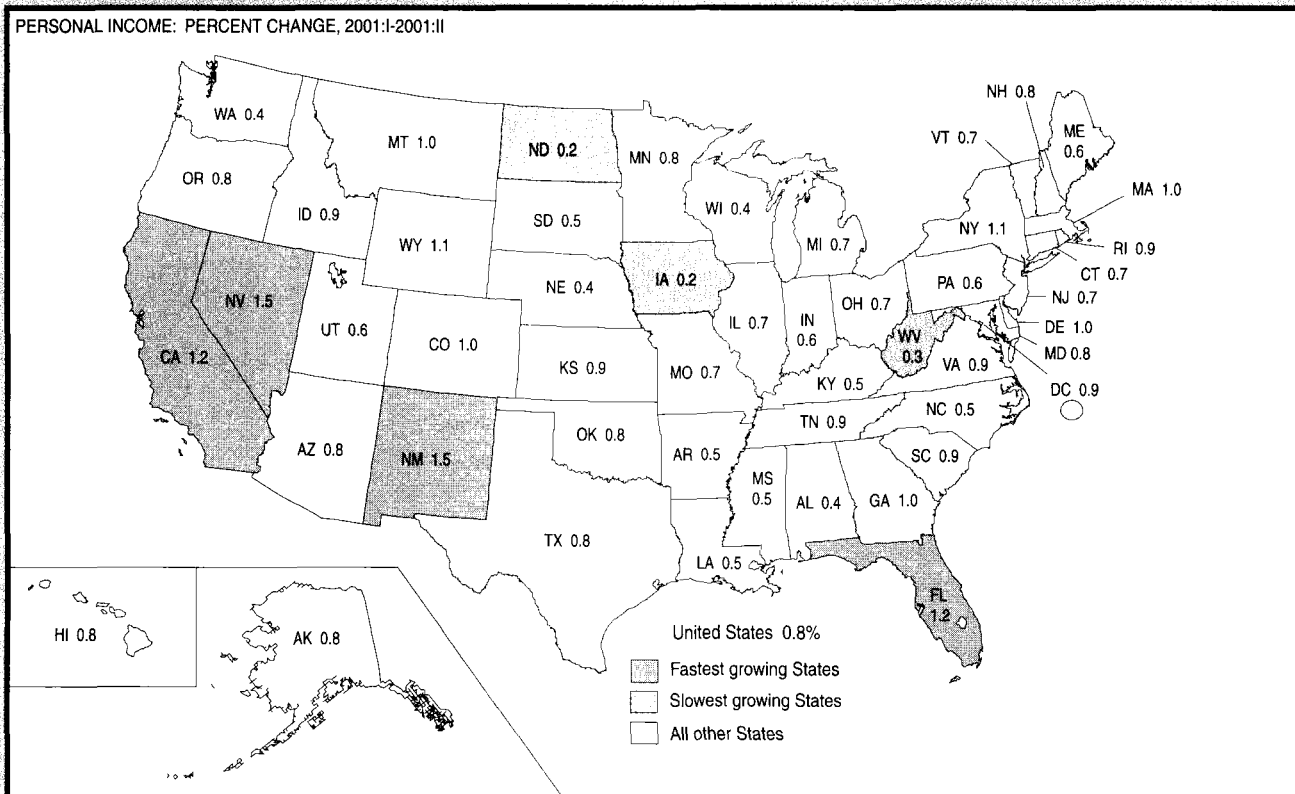 PERSONAL INCOME: PERCENT CHANGE, 2001:I-2001:II
WA 0.4
MT 1.0
ND 0.2
MN 0.8
NH 0.8
VT 0.7
ME
0.6
OR 0.8
ID 0.9
WY 1.1
SD 0.5
WI 0.4
MI 0.7
NY 1.1
MA 1.0
RI 0.9
CT 0.7
NJ 0.7
DE 1.0
MD 0.8
DC 0.9
NV 1.5
CA 1.2
UT 0.6
CO 1.0
NE 0.4
IA 0.2
IL 0.7
IN
0.6
OH 0.7
PA 0.6
WV
0.3
VA 0.9
KS 0.9
MO 0.7
KY 0.5
NC 0.5
AZ 0.8
NM 1.5
OK 0.8
AR 0.5
TN 0.9
SC 0.9
TX 0.8
LA 0.5
MS
0.5
AL 0.4
GA 1.0
FL
1.2
HI 0.8
AK 0.8
United States 0.8%
Fastest growing States
Slowest growing States
All other States